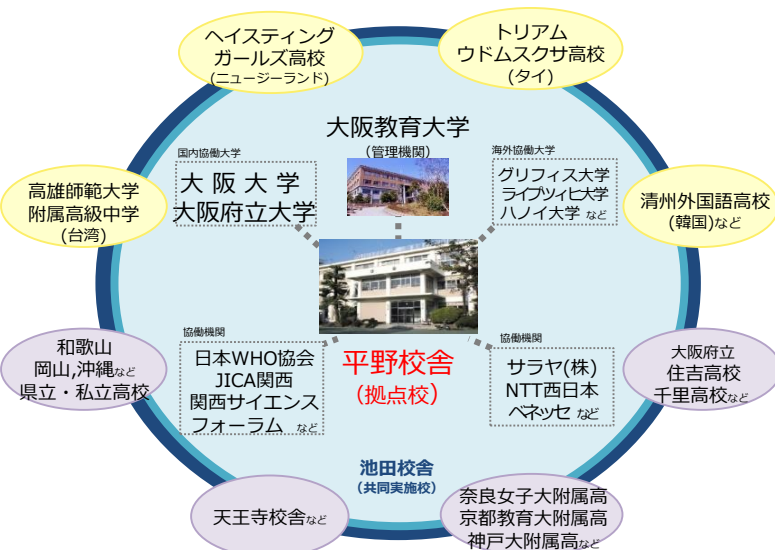 ヘイスティング
ガールズ高校
(ニュージーランド)
トリアム
ウドムスクサ高校
(タイ)
大阪教育大学
(管理機関)
国内協働大学
大阪大学
大阪府立大学
海外協働大学
グリフィス大学
ライプツィヒ大学
ハノイ大学 など
高雄師範大学
附属高級中学
(台湾)
清州外国語高校
(韓国)など
協働機関
日本WHO協会
JICA関西
関西サイエンス
フォーラム など
平野校舎
(拠点校)
協働機関
サラヤ(株)
NTT西日本
ベネッセ など
和歌山
岡山,沖縄など
県立・私立高校
大阪府立
住吉高校
千里高校など
池田校舎
(共同実施校)
天王寺校舎など
奈良女子大附属高
京都教育大附属高
神戸大附属高など